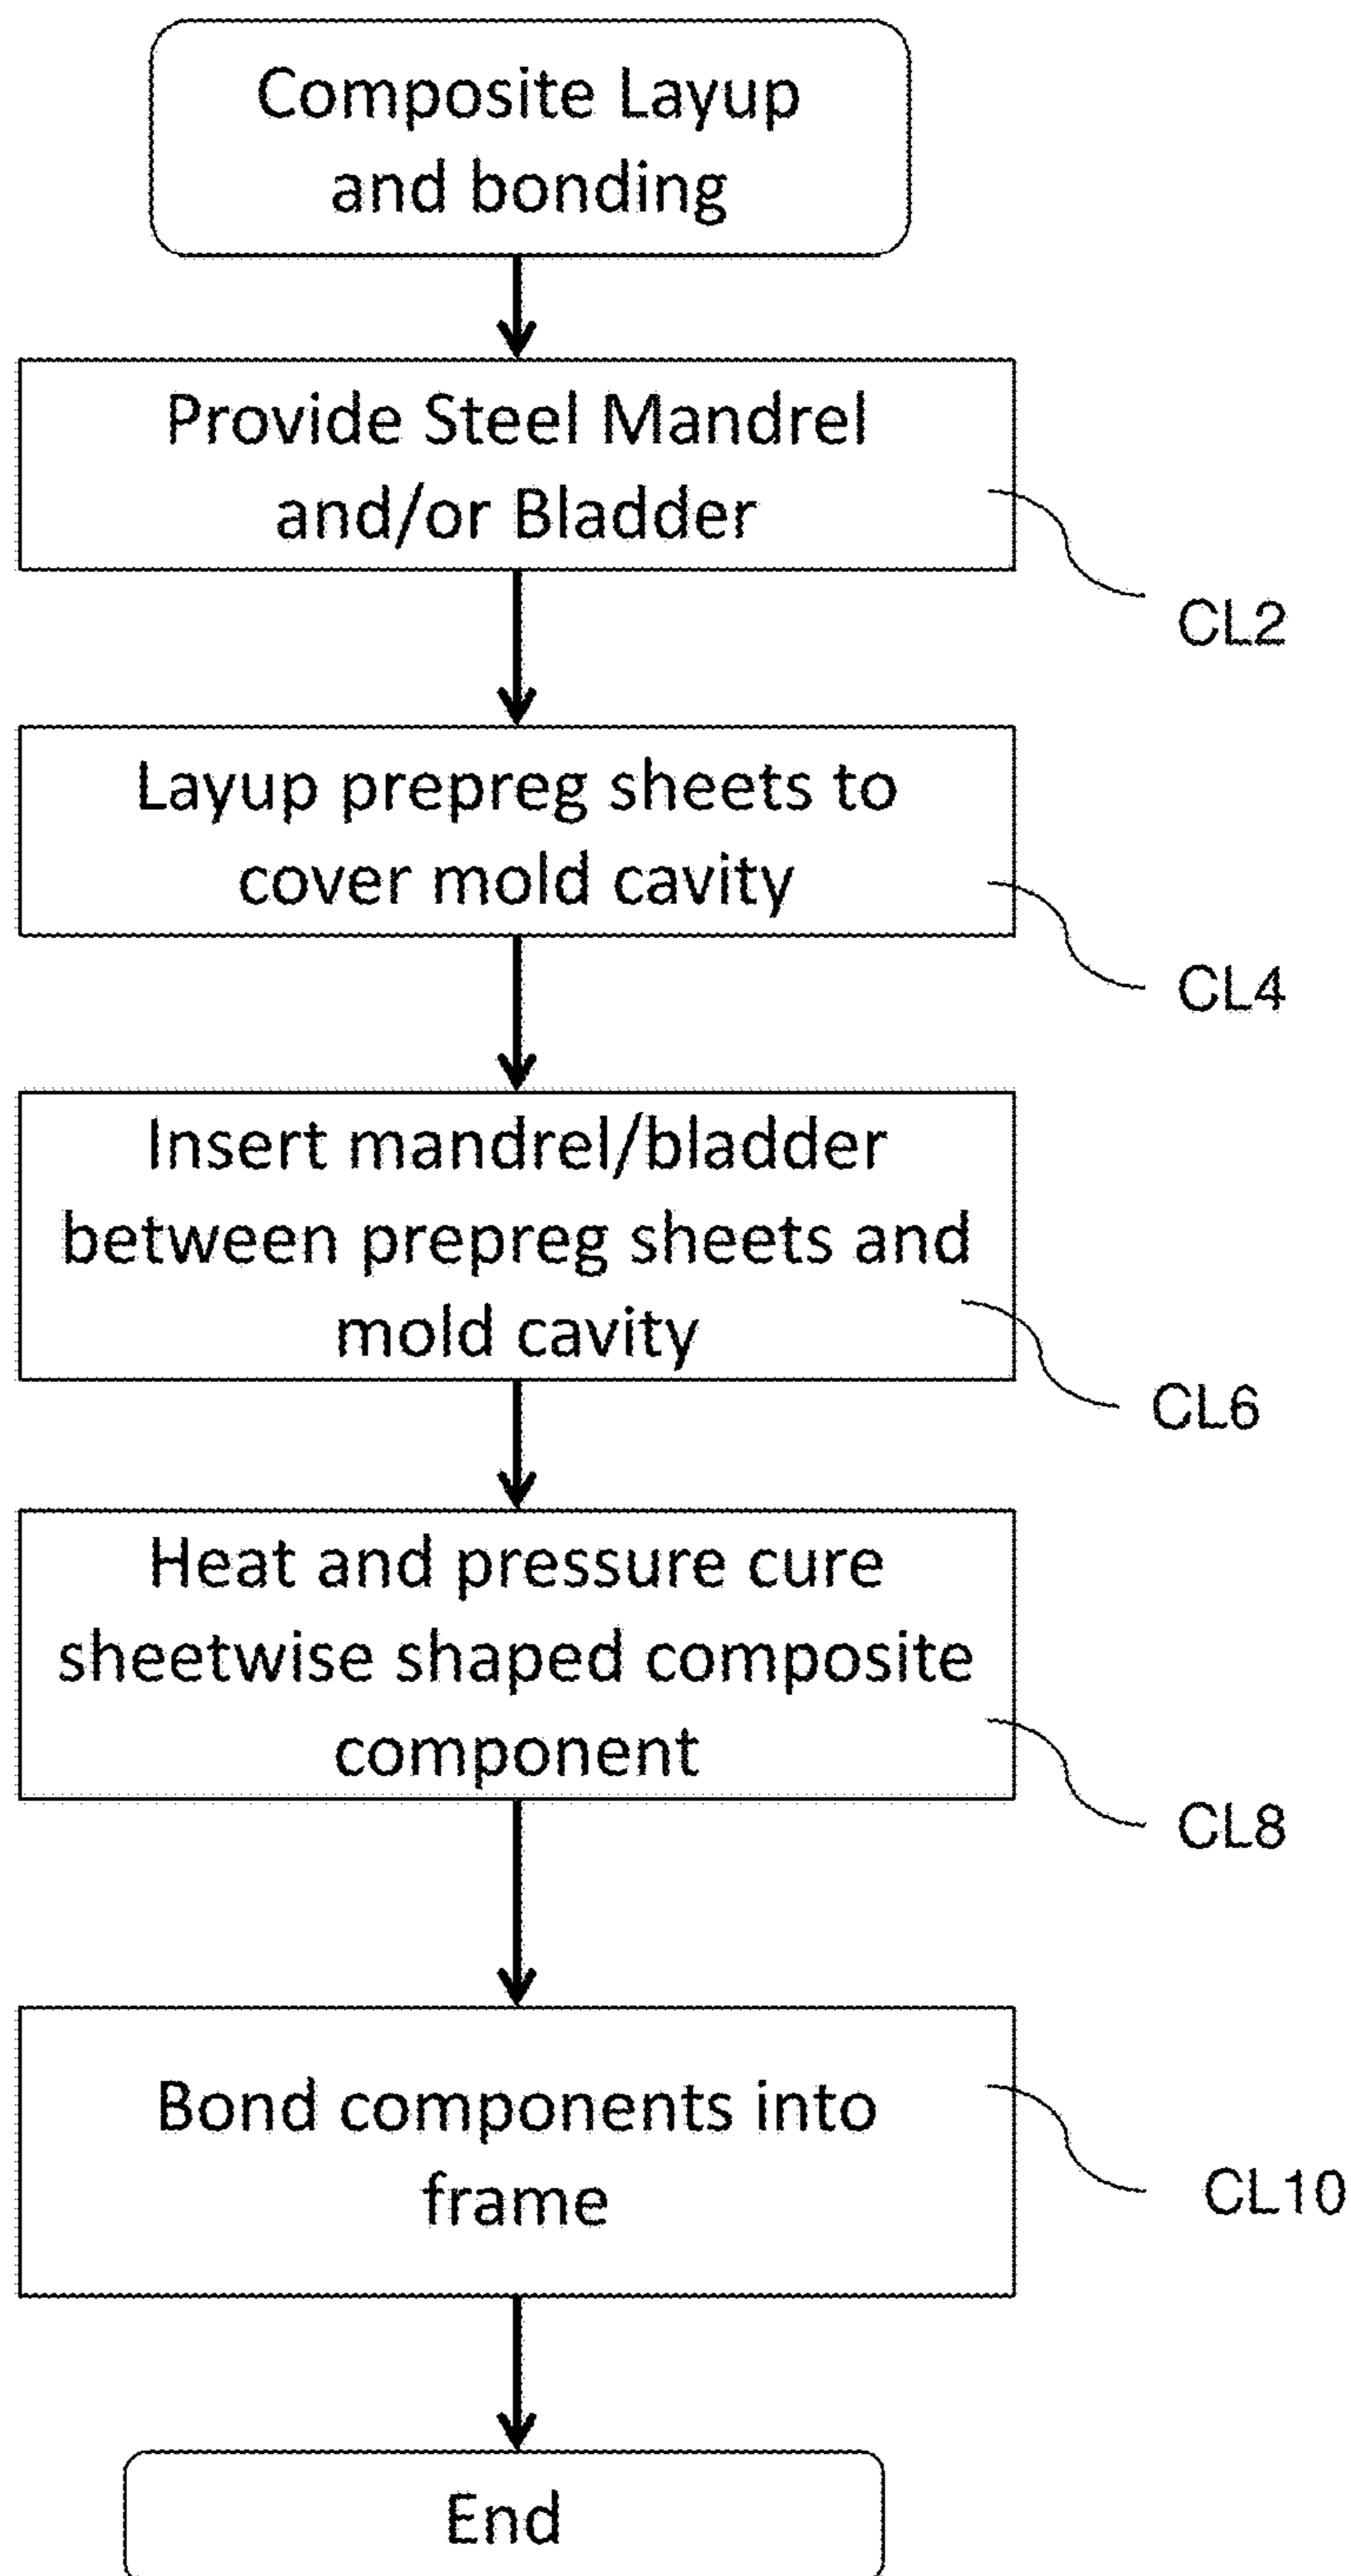 Composite Layup
and bonding
Provide Steel Mandrel
and/or Bladder
CL2
Layup prepreg sheets to
cover mold cavity
CL4
Insert mandrel/bladder
between prepreg sheets and
mold cavity
CL6
Heat and pressure cure
sheetwise shaped composite
component
CL8
Bond components into
frame
CL10
End